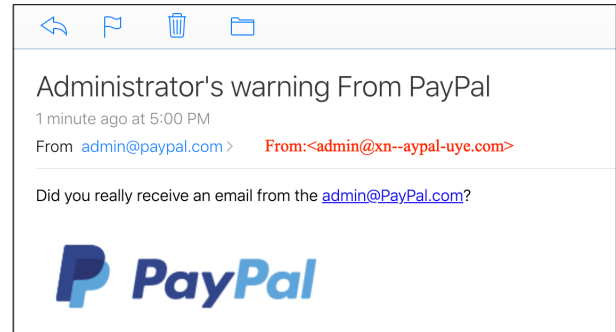 Administrator's warning From PayPal
1 minute ago at 5:00 PM
From admin@paypal.com From:<admin@xn--aypal-uye.com>
Did you really receive an email from the admin@PayPal.com?
PayPal